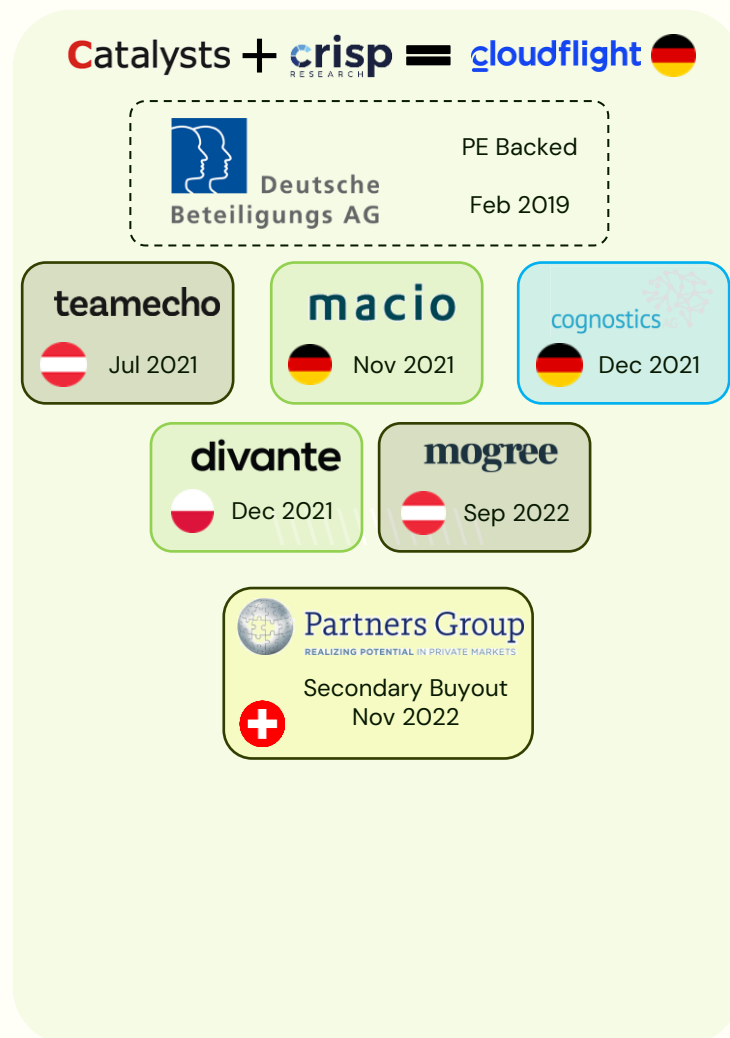 Catalysts + crisp RESEARCH = cloudflight
Deutsche
Beteiligungs AG
PE Backed
Feb 2019
teamecho
Jul 2021
macio
Nov 2021
cognostics
Dec 2021
divante
Dec 2021
mogree
Sep 2022
Partners Group
REALIZING POTENTIAL IN PRIVATE MARKETS
Secondary Buyout
Nov 2022